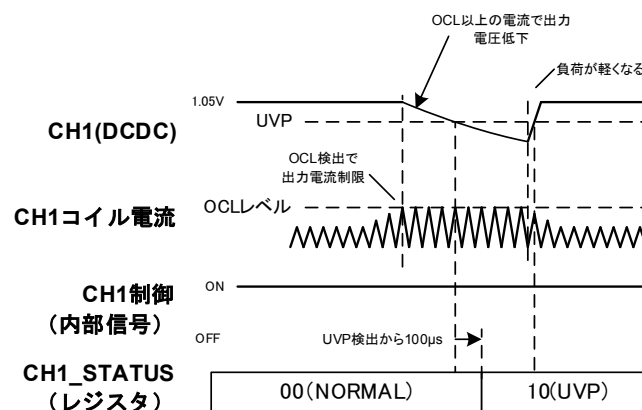 OCL以上の電流で出力
電圧低下
負荷が軽くなる
1.05V
UVP
CH1(DCDC)
OCL検出で
出力電流制限
OCLレベル
CH1コイル電流
CH1制御
（内部信号）
ON
OFF
UVP検出から100μs
CH1_STATUS
（レジスタ）
00(NORMAL)
10(UVP)